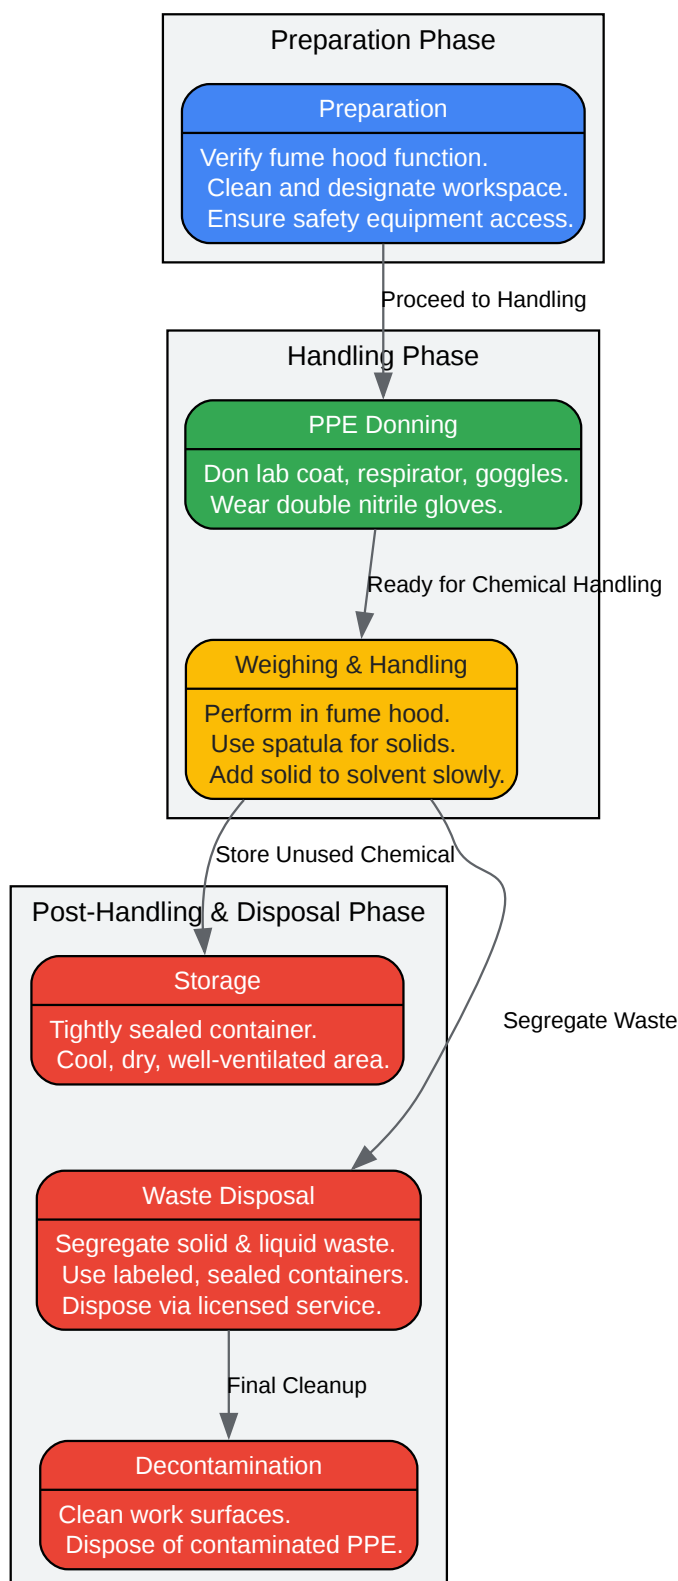 Preparation Phase
Preparation
Verify fume hood function.
Clean and designate workspace.
Ensure safety equipment access.
Proceed to Handling
Handling Phase
PPE Donning
Don lab coat, respirator, goggles.
Wear double nitrile gloves.
Ready for Chemical Handling
Weighing & Handling
Perform in fume hood.
Use spatula for solids.
Add solid to solvent slowly.
Store Unused Chemical
Post-Handling & Disposal Phase
Storage
Tightly sealed container.
Cool, dry, well-ventilated area.
Segregate Waste
Waste Disposal
Segregate solid & liquid waste.
Use labeled, sealed containers.
Dispose via licensed service.
Final Cleanup
Decontamination
Clean work surfaces.
Dispose of contaminated PPE.